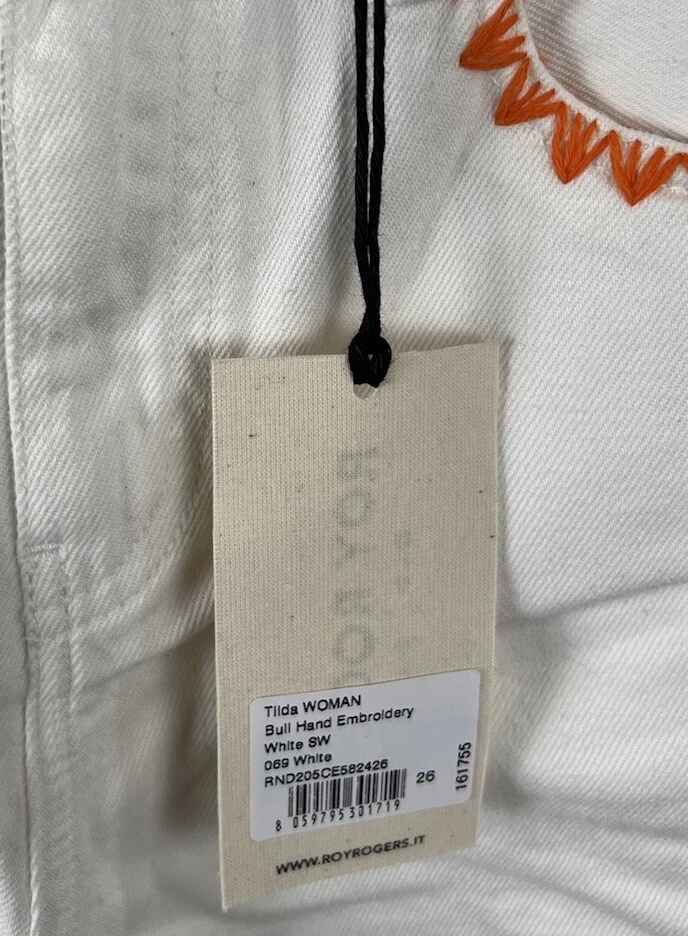 Tilda WOMAN
Bull Hand Embroidery
White SW
069 White
RND205CE582426
26
161755
8 059795 301719
WWW.ROYROGERS.IT